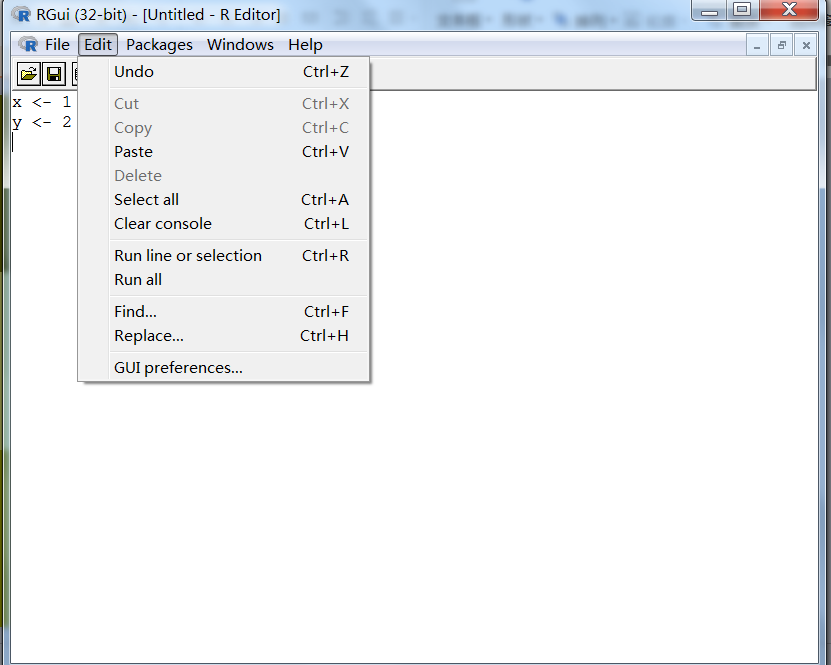 RGui (32-bit) - [Untitled - R Editor]
R File Edit Packages Windows Help
x <- 1
y <- 2
Undo Ctrl+Z
Cut Ctrl+X
Copy Ctrl+C
Paste Ctrl+V
Delete
Select all Ctrl+A
Clear console Ctrl+L
Run line or selection Ctrl+R
Run all
Find... Ctrl+F
Replace... Ctrl+H
GUI preferences...